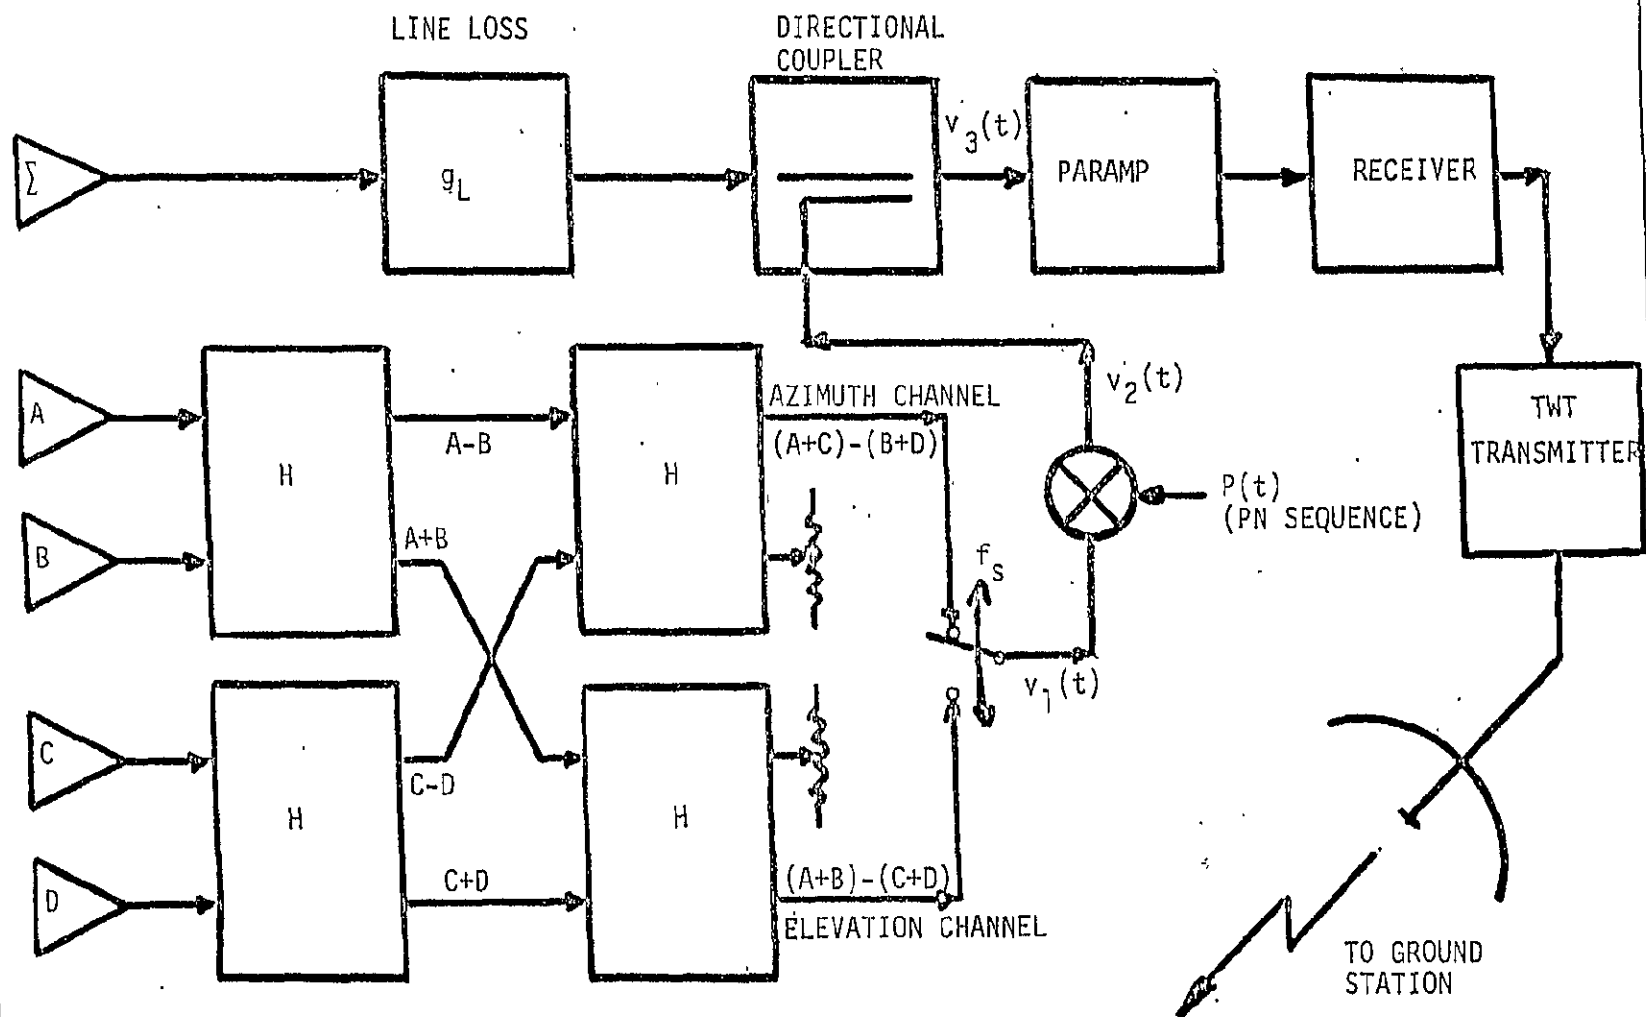 LINE LOSS
DIRECTIONAL
COUPLER
Σ
g_L
v_3(t)
PARAMP
RECEIVER
A
B
H
A-B
A+B
H
AZIMUTH CHANNEL
(A+C)-(B+D)
v_2(t)
P(t)
(PN SEQUENCE)
TWT
TRANSMITTER
f_s
v_1(t)
C
D
H
C-D
C+D
H
(A+B)-(C+D)
ELEVATION CHANNEL
TO GROUND
STATION